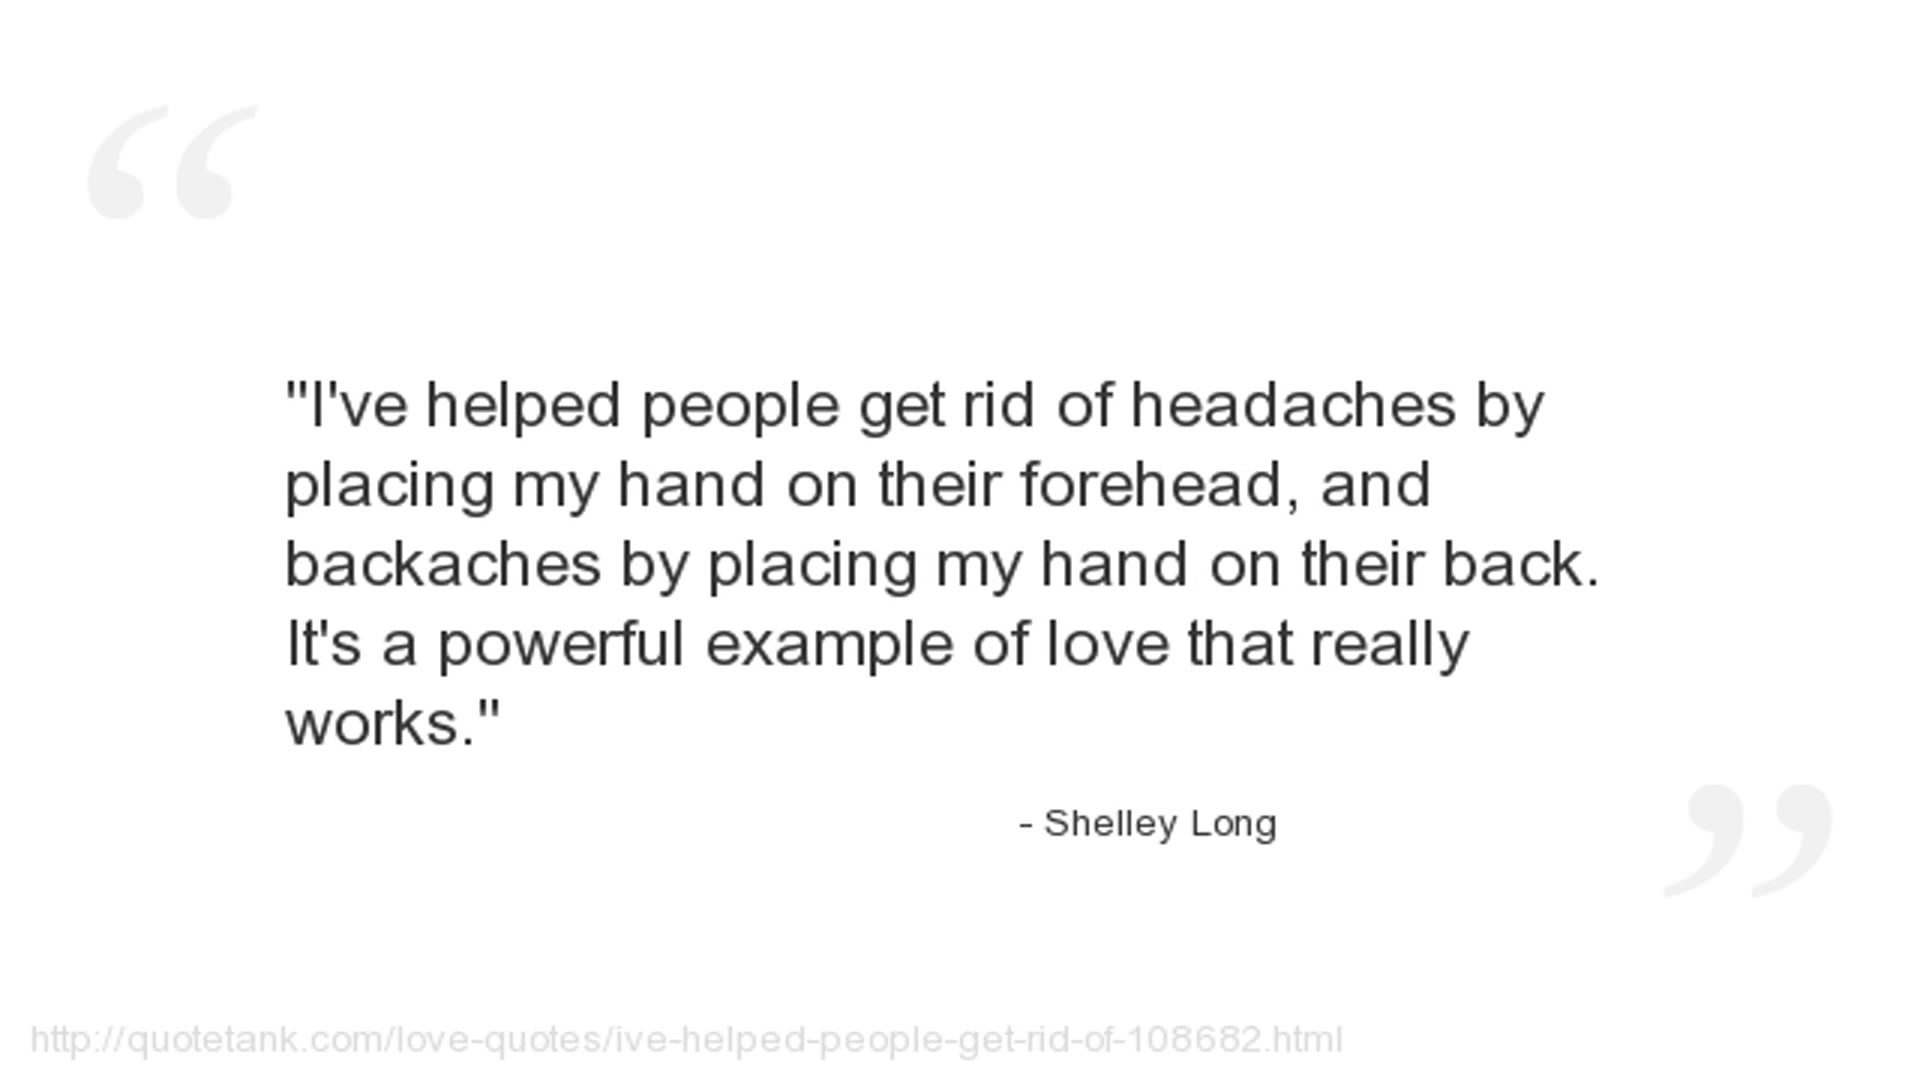 "I've helped people get rid of headaches by
placing my hand on their forehead, and
backaches by placing my hand on their back.
It's a powerful example of love that really
works."
- Shelley Long
http://quotetank.com/love-quotes/ive-helped-people-get-rid-of-108682.html